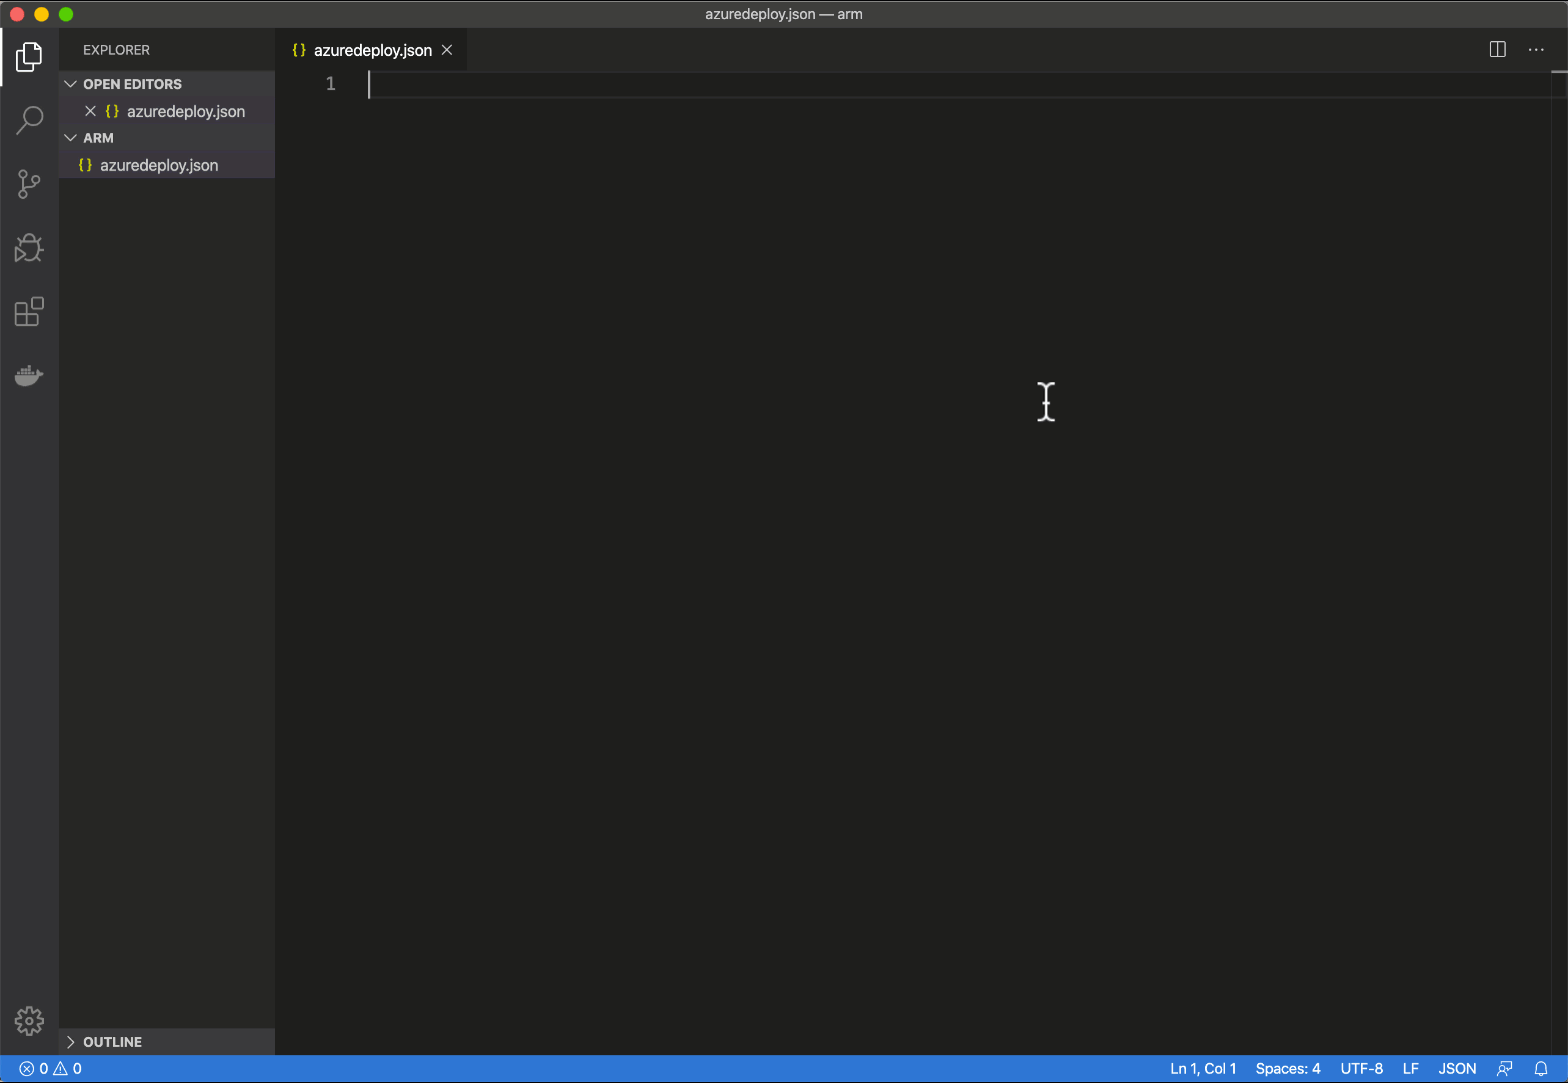 azuredeploy.json — arm
EXPLORER
OPEN EDITORS
azuredeploy.json
ARM
azuredeploy.json
OUTLINE
{} azuredeploy.json
1
0 0
Ln 1, Col 1 Spaces: 4 UTF-8 LF JSON